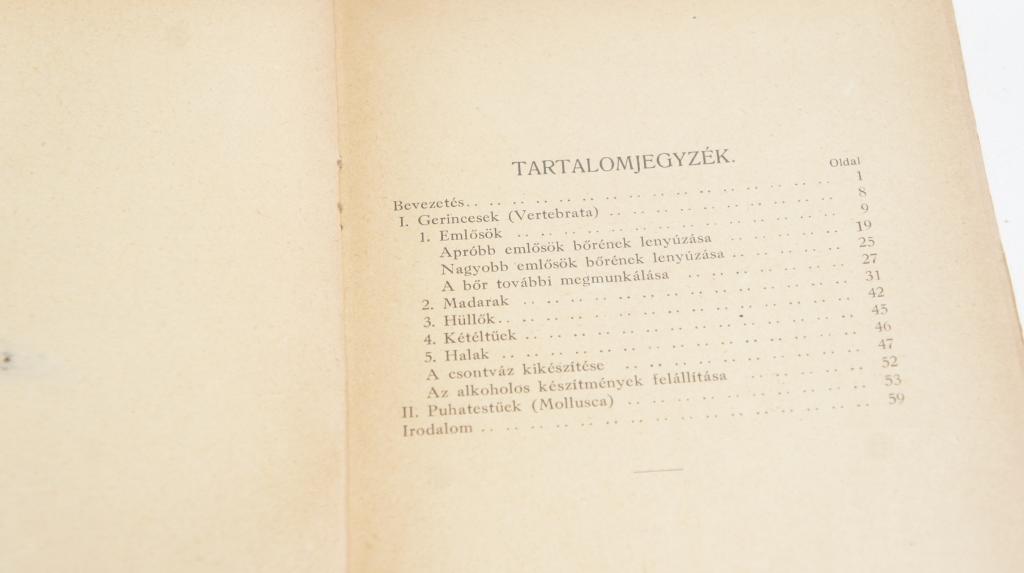 TARTALOMJEGYZÉK.
Oldal
Bevezetés.. .. .. .. .. .. .. .. .. .. .. .. .. .. .. 1
I. Gerincesek (Vertebrata) .. .. .. .. .. .. .. .. .. 8
1. Emlősök .. .. .. .. .. .. .. .. .. .. .. .. .. 9
Apróbb emlősök bőrének lenyúzása .. .. .. .. .. 19
Nagyobb emlősök bőrének lenyúzása .. .. .. .. .. 25
A bőr további megmunkálása .. .. .. .. .. .. .. 27
2. Madarak .. .. .. .. .. .. .. .. .. .. .. .. .. 31
3. Hüllők.. .. .. .. .. .. .. .. .. .. .. .. .. .. 42
4. Kétéltűek .. .. .. .. .. .. .. .. .. .. .. .. .. 45
5. Halak .. .. .. .. .. .. .. .. .. .. .. .. .. .. 46
A csontváz kikészítése .. .. .. .. .. .. .. .. .. 47
Az alkoholos készítmények felállítása .. .. .. .. 52
II. Puhatestűek (Mollusca) .. .. .. .. .. .. .. .. .. 53
Irodalom .. .. .. .. .. .. .. .. .. .. .. .. .. .. .. 59